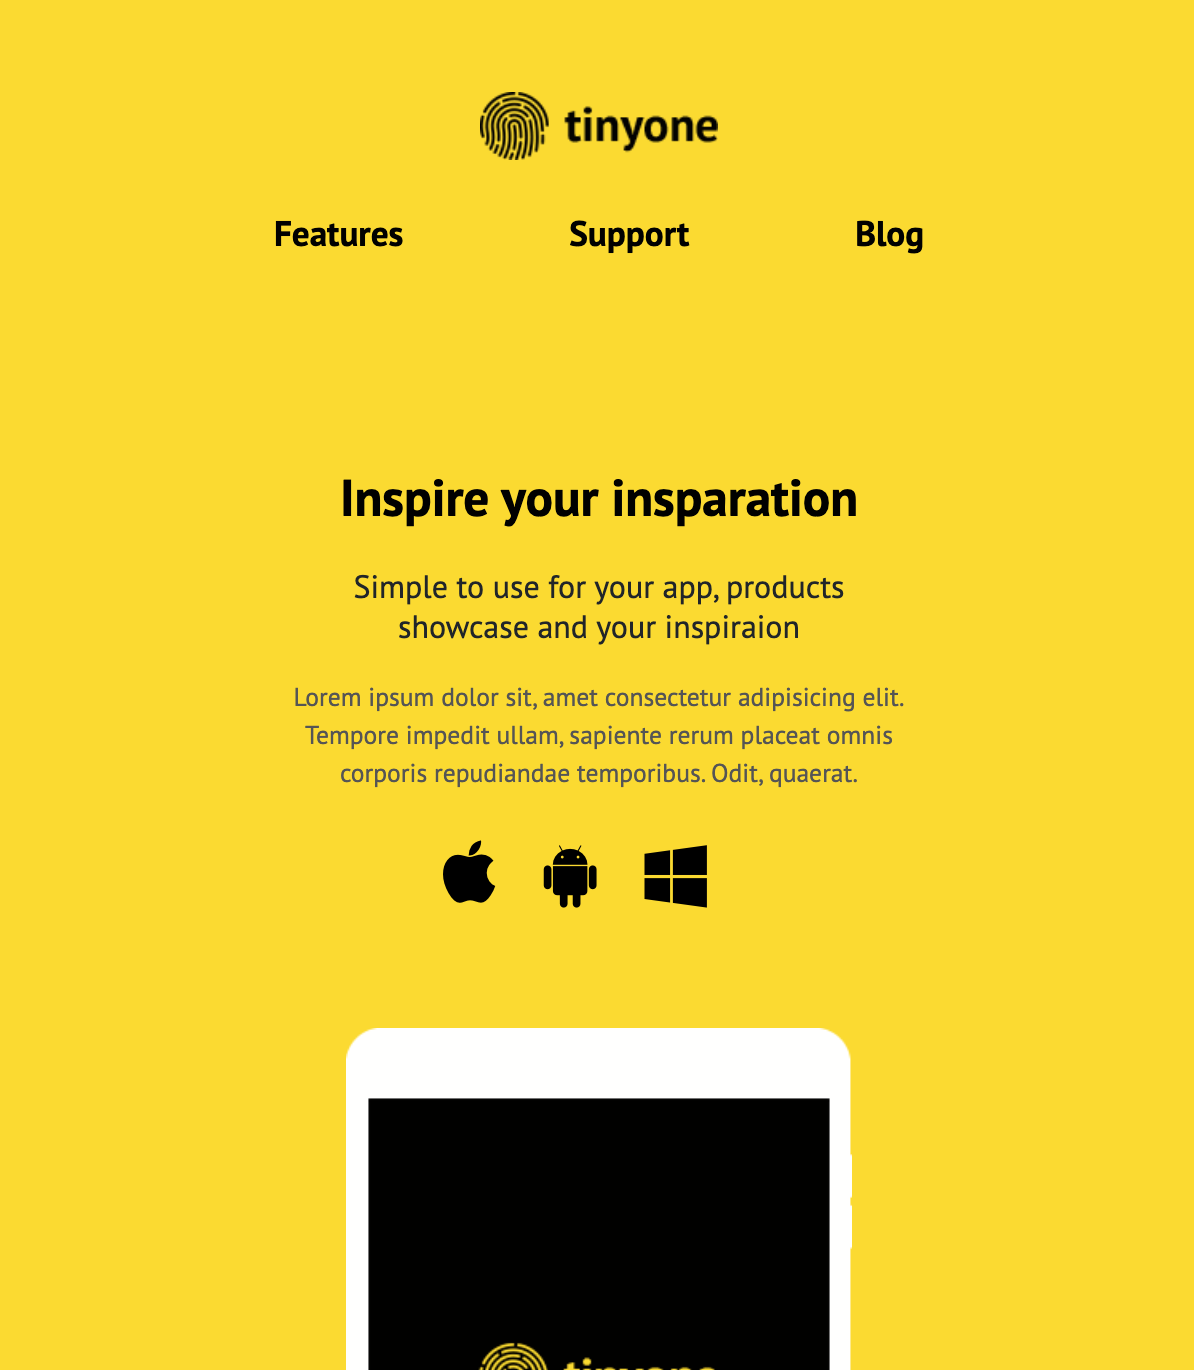 tinyone
Features Support Blog
Inspire your insparation
Simple to use for your app, products
showcase and your inspiraion
Lorem ipsum dolor sit, amet consectetur adipisicing elit.
Tempore impedit ullam, sapiente rerum placeat omnis
corporis repudiandae temporibus. Odit, quaerat.
tinyone